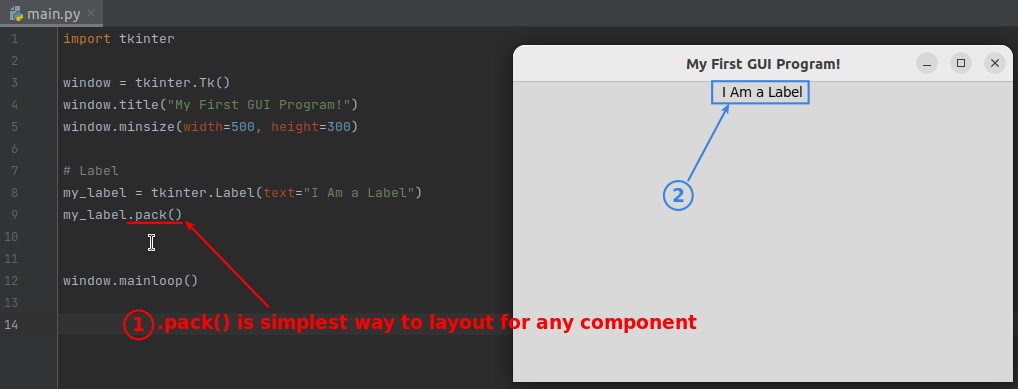 main.py
1 import tkinter
2
3 window = tkinter.Tk()
4 window.title("My First GUI Program!")
5 window.minsize(width=500, height=300)
6
7 # Label
8 my_label = tkinter.Label(text="I Am a Label")
9 my_label.pack()
10
11
12 window.mainloop()
13
14
1 .pack() is simplest way to layout for any component
My First GUI Program!
I Am a Label
2